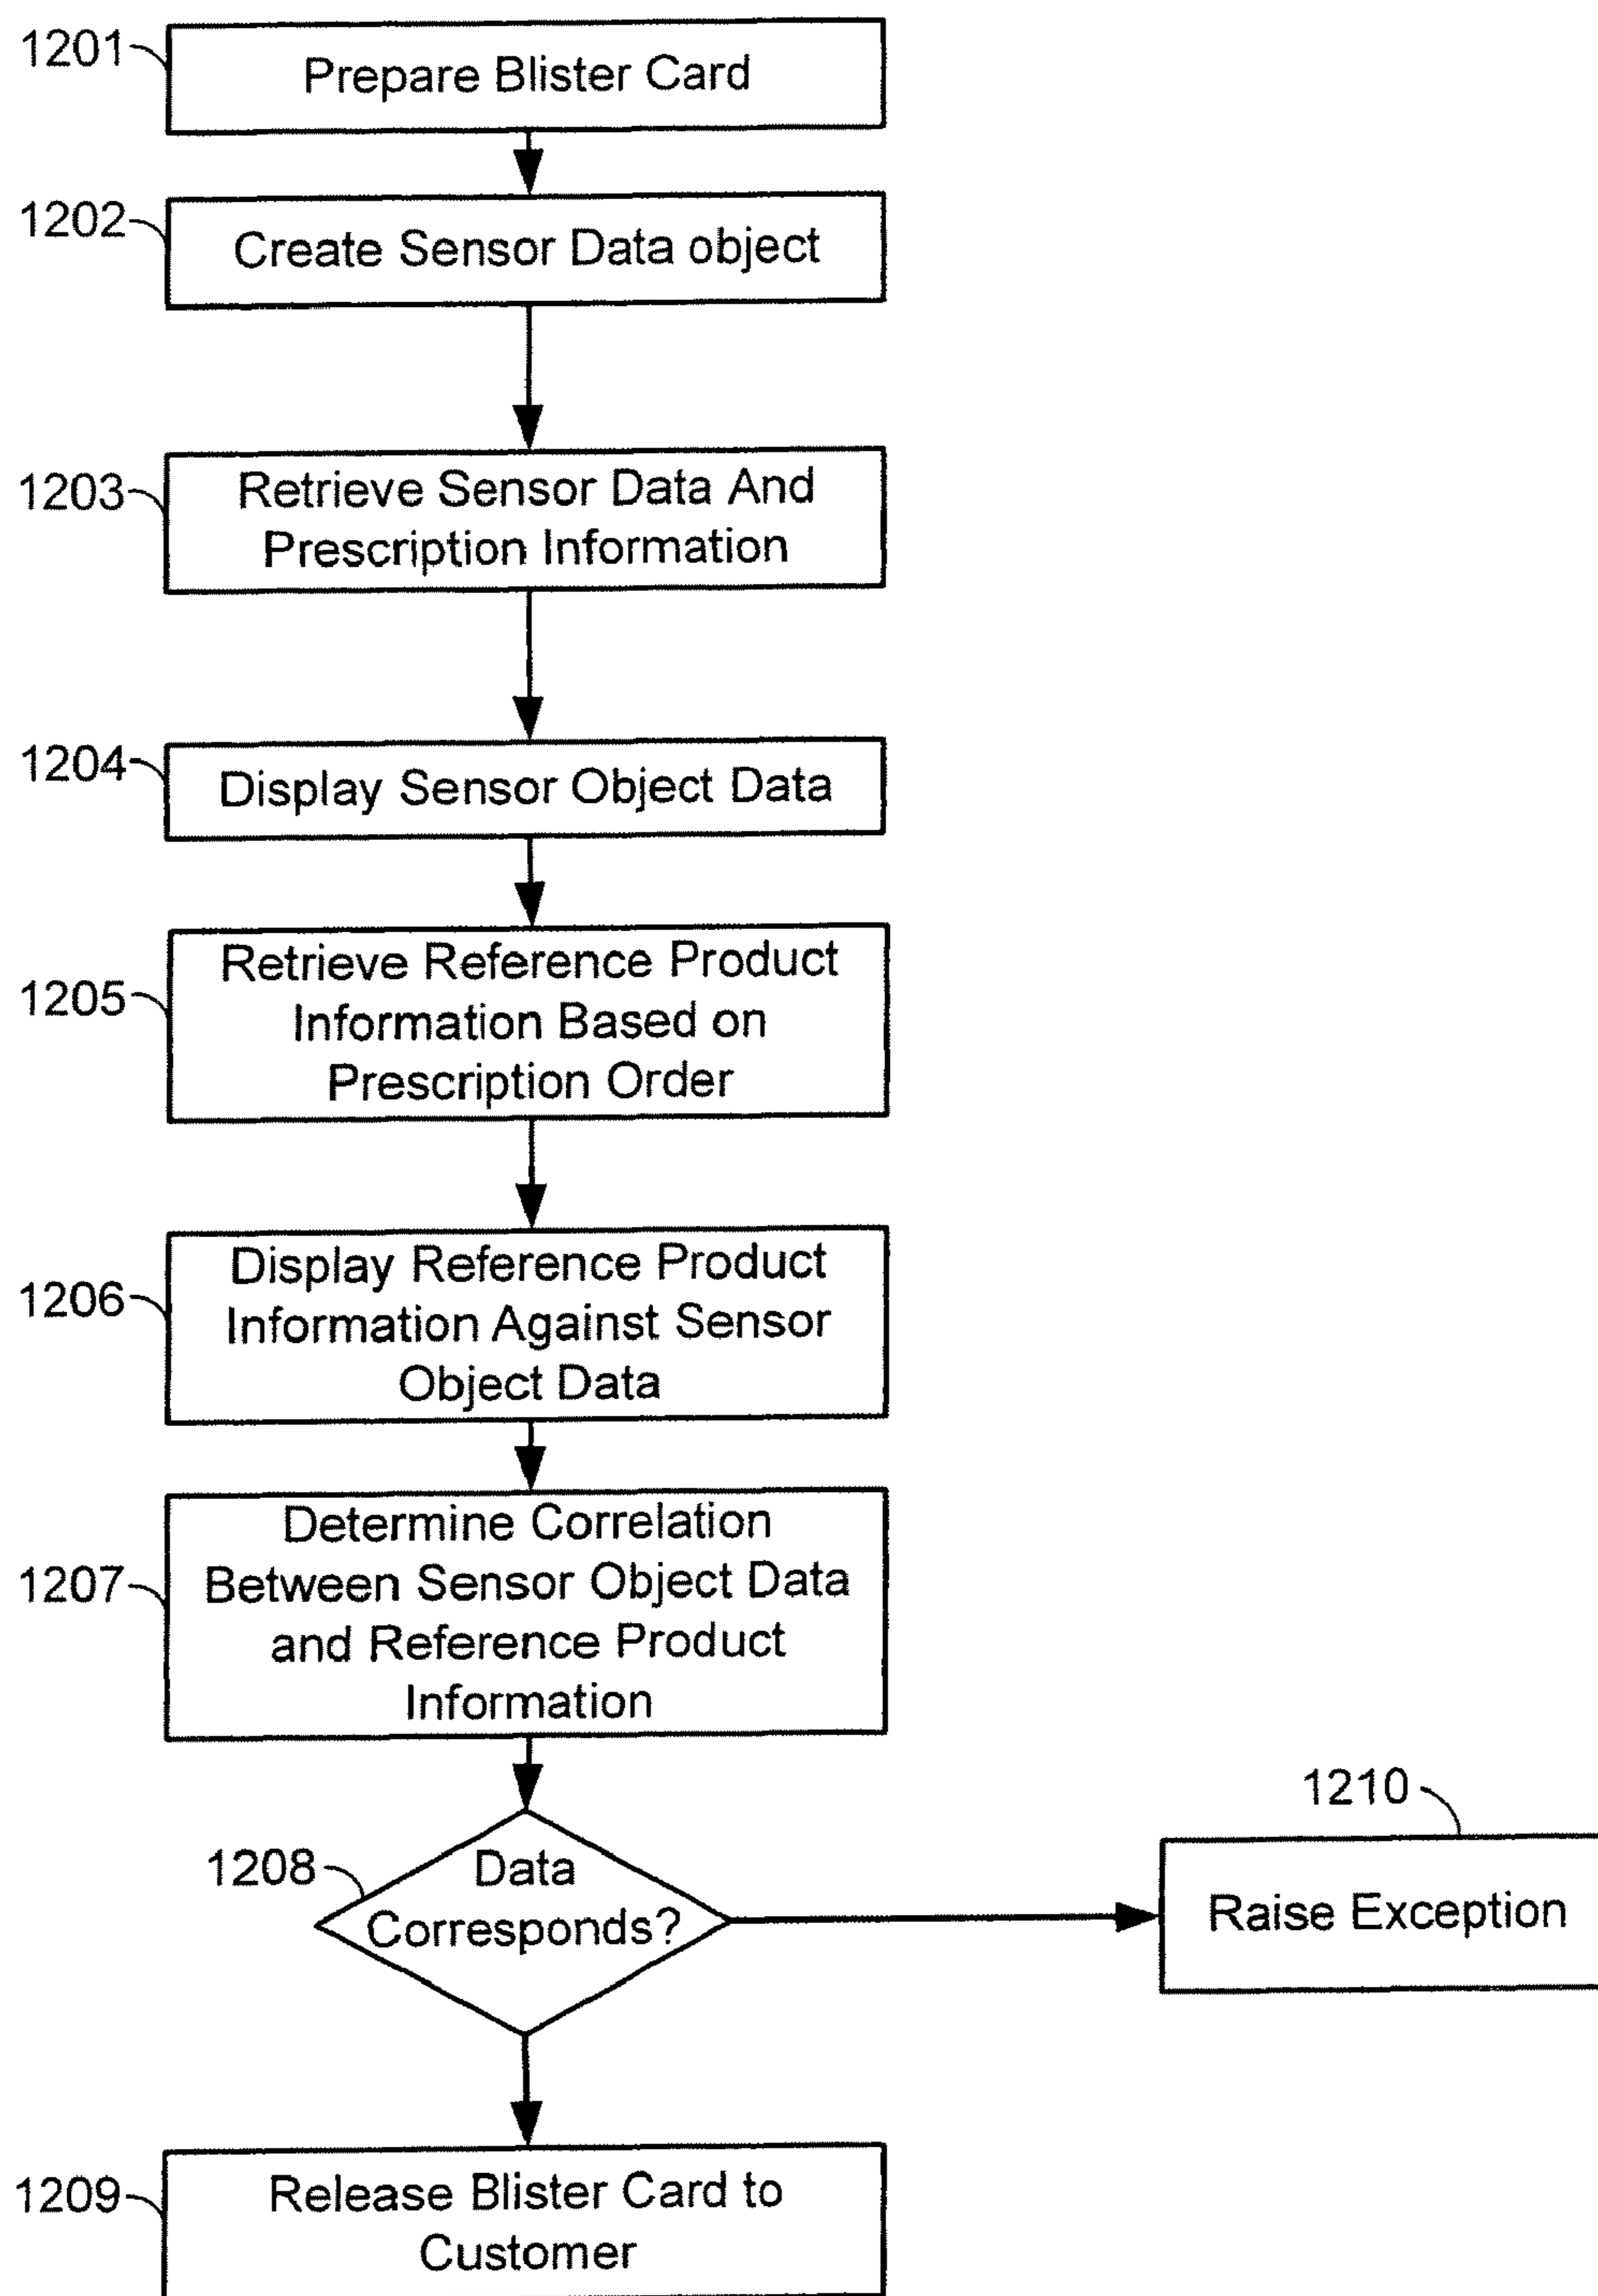 1201
Prepare Blister Card
1202
Create Sensor Data object
1203
Retrieve Sensor Data And
Prescription Information
1204
Display Sensor Object Data
1205
Retrieve Reference Product
Information Based on
Prescription Order
1206
Display Reference Product
Information Against Sensor
Object Data
1207
Determine Correlation
Between Sensor Object Data
and Reference Product
Information
1208
Data
Corresponds?
1210
Raise Exception
1209
Release Blister Card to
Customer